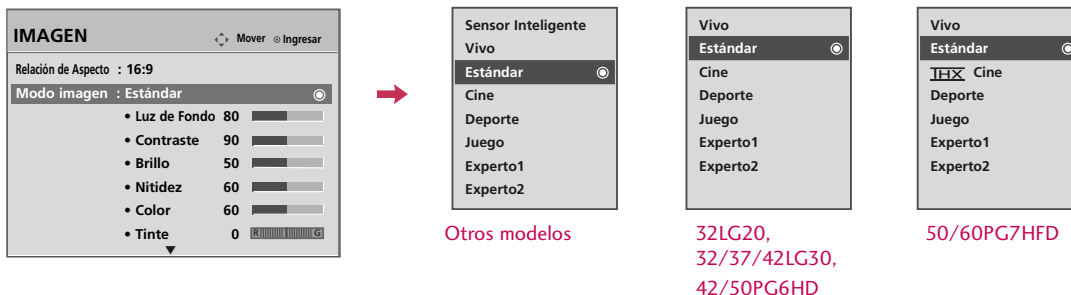 IMAGEN
Mover
Ingresar
Relación de Aspecto : 16:9
Modo imagen : Estándar
• Luz de Fondo 80
• Contraste 90
• Brillo 50
• Nitidez 60
• Color 60
• Tinte 0 R G
Sensor Inteligente
Vivo
Estándar
Cine
Deporte
Juego
Experto1
Experto2
Otros modelos
Vivo
Estándar
Cine
Deporte
Juego
Experto1
Experto2
32LG20,
32/37/42LG30,
42/50PG6HD
Vivo
Estándar
THX Cine
Deporte
Juego
Experto1
Experto2
50/60PG7HFD